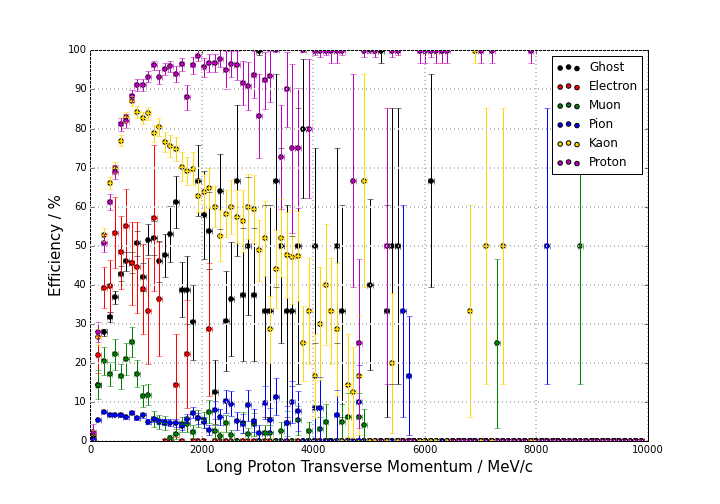 100
90
80
70
60
50
40
30
20
10
0
Efficiency / %
Ghost
Electron
Muon
Pion
Kaon
Proton
0 2000 4000 6000 8000 10000
Long Proton Transverse Momentum / MeV/c